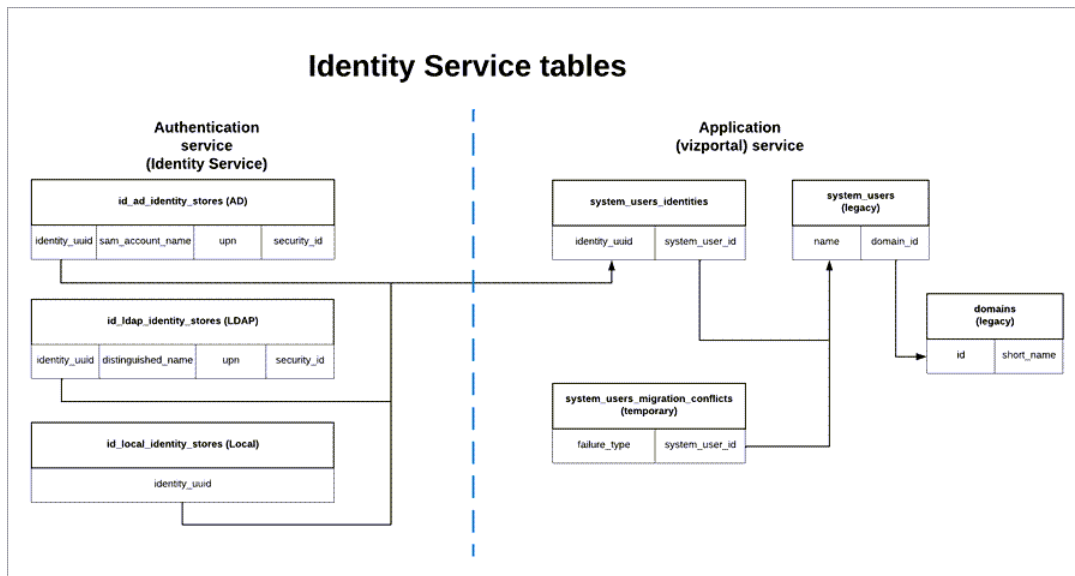 Identity Service tables
Authentication
service
(Identity Service)
Application
(vizportal) service
id_ad_identity_stores (AD)
identity_uuid sam_account_name upn security_id
id_ldap_identity_stores (LDAP)
identity_uuid distinguished_name upn security_id
id_local_identity_stores (Local)
identity_uuid
system_users_identities
identity_uuid system_user_id
system_users
(legacy)
name domain_id
domains
(legacy)
id short_name
system_users_migration_conflicts
(temporary)
failure_type system_user_id